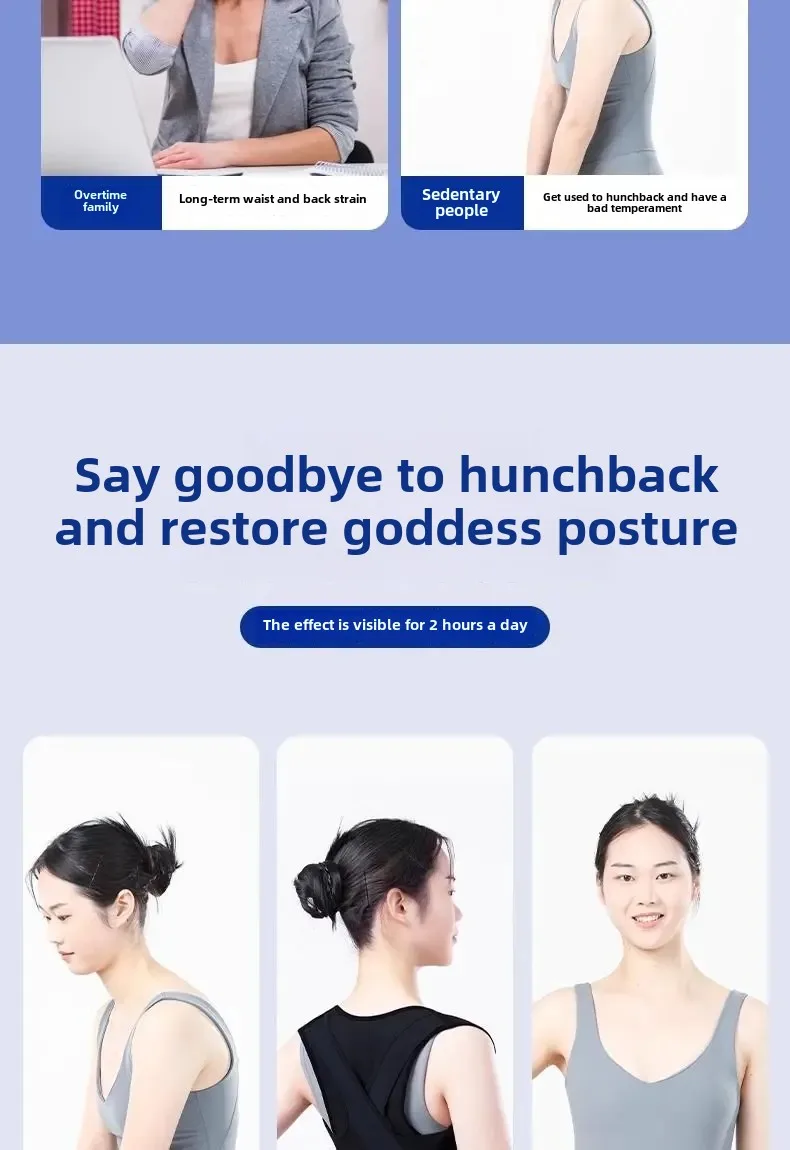 Overtime
family
Long-term waist and back strain
Sedentary
people
Get used to hunchback and have a
bad temperament
Say goodbye to hunchback
and restore goddess posture
The effect is visible for 2 hours a day